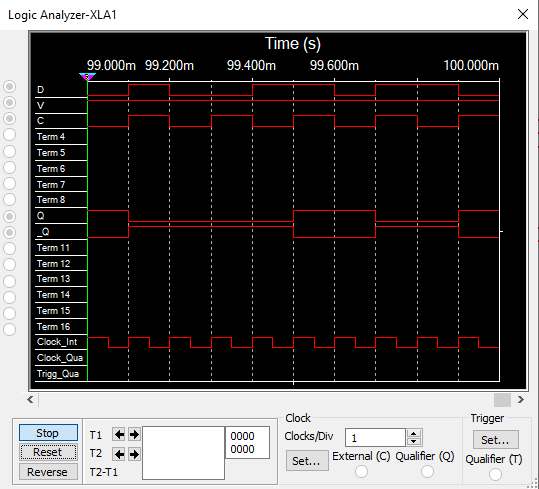 Logic Analyzer-XLA1
Time (s)
99.000m 99.200m 99.400m 99.600m 100.000m
D
V
C
Term 4
Term 5
Term 6
Term 7
Term 8
Q
_Q
Term 11
Term 12
Term 13
Term 14
Term 15
Term 16
Clock_Int
Clock_Qua
Trigg_Qua
Stop
Reset
Reverse
T1
T2
T2-T1
0000
0000
Clock
Clocks/Div 1
Set...
External (C) Qualifier (Q)
Trigger
Set...
Qualifier (T)